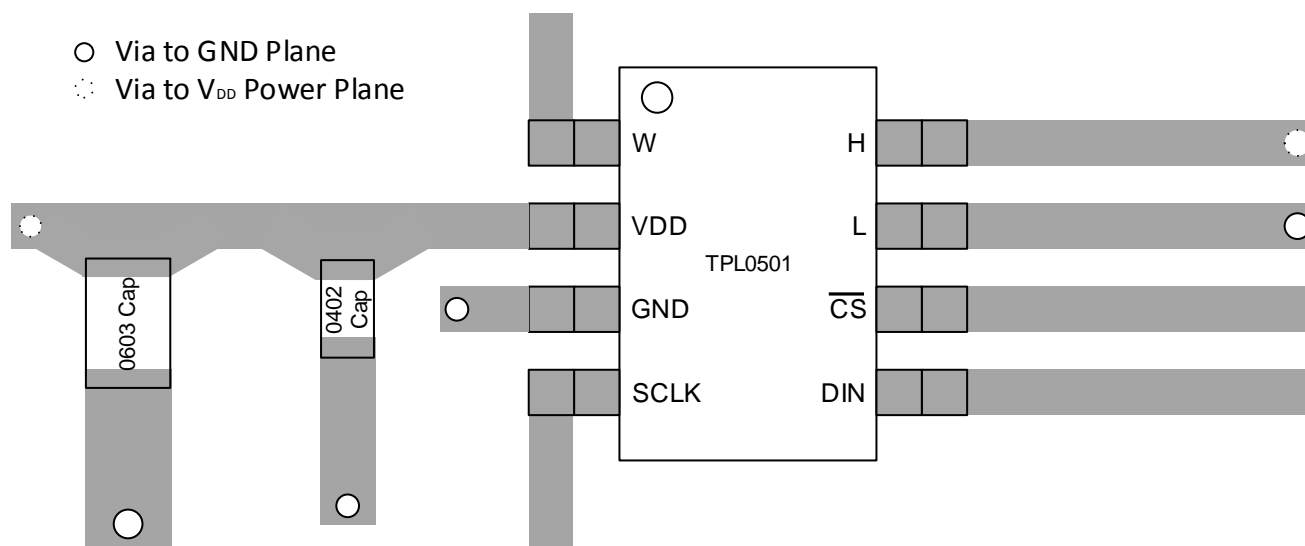 Via to GND Plane
Via to VDD Power Plane
W
H
VDD
L
TPL0501
GND
CS
SCLK
DIN
0603 Cap
0402
Cap